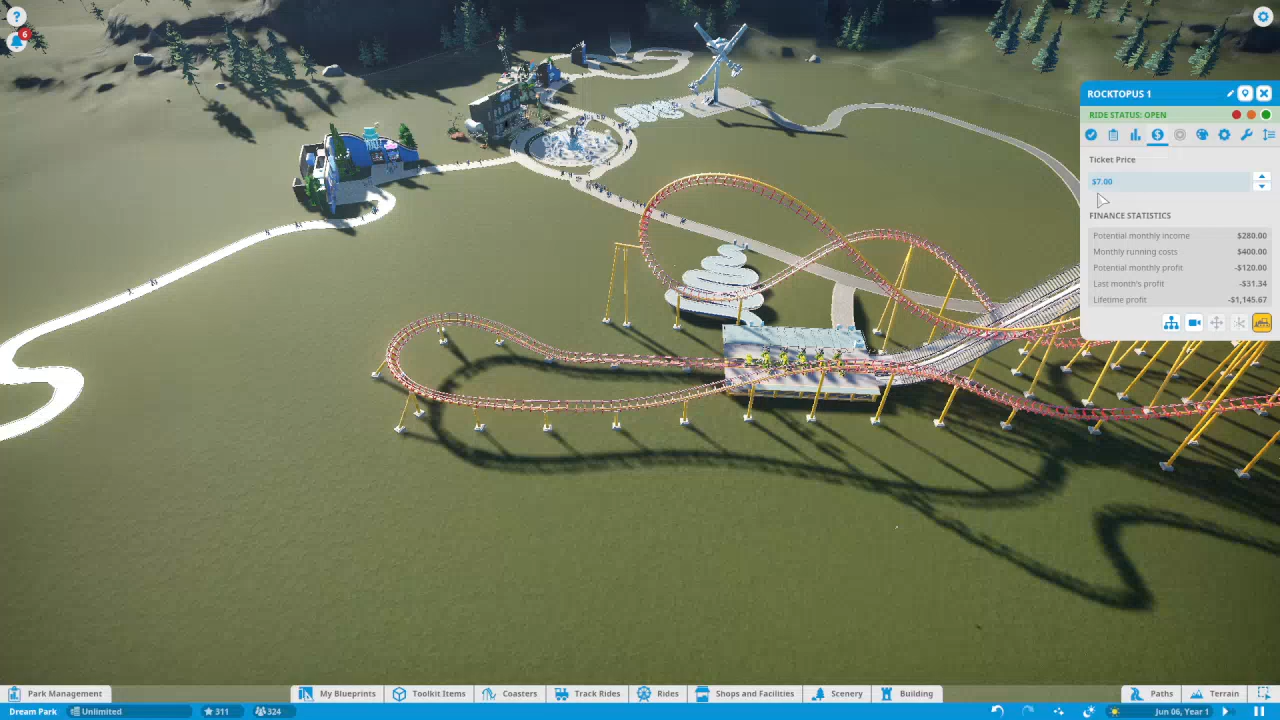 ?
6
ROCKTOPUS 1
RIDE STATUS: OPEN
Ticket Price
$7.00
FINANCE STATISTICS
Potential monthly income $280.00
Monthly running costs $400.00
Potential monthly profit -$120.00
Last month's profit -$31.34
Lifetime profit -$1,145.67
Park Management My Blueprints Toolkit Items Coasters Track Rides Rides Shops and Facilities Scenery Building Paths Terrain
Dream Park Unlimited 311 324 Jun 06, Year 1